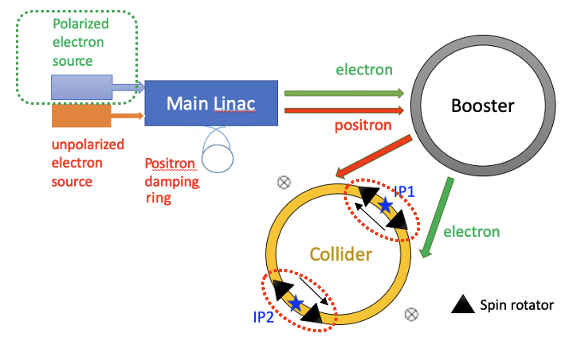 Polarized
electron
source
unpolarized
electron
source
Main Linac
Positron
damping
ring
electron
positron
Booster
IP1
electron
Collider
IP2
Spin rotator